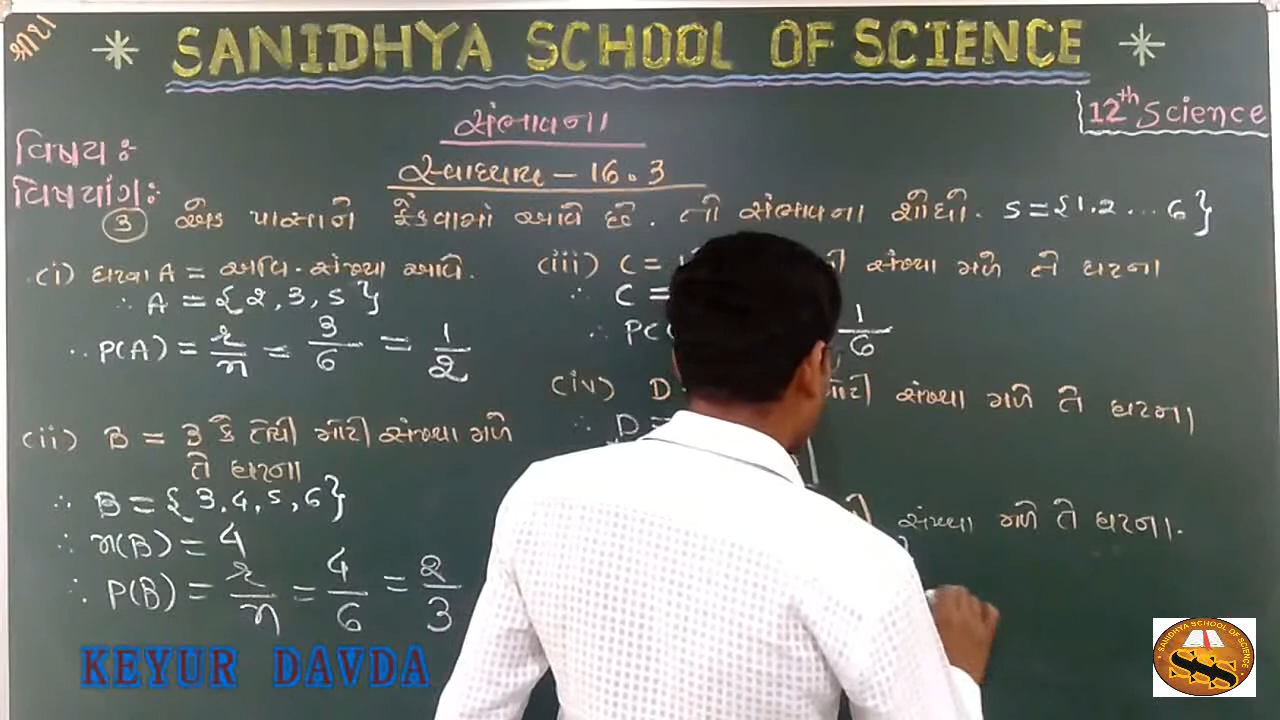 શ્રીમ
SANIDHYA SCHOOL OF SCIENCE
12th Science
સંભાવના
વિષય:
સ્વાધ્યાય – 16.3
વિષયાંગ:
3 એક પાસાને ફેંકવામાં આવે છે. તો સંભાવના શોધો. S = {1,2 ... 6}
(i) ઘટના A = અવિ. સંખ્યા આવે.
∴ A = {2, 3, 5}
∴ P(A) = r/n = 3/6 = 1/2
(ii) B = 3 કે તેથી મોટી સંખ્યા મળે
તે ઘટના
∴ B = {3, 4, 5, 6}
∴ n(B) = 4
∴ P(B) = r/n = 4/6 = 2/3
(iii) C = સંખ્યા મળે તે ઘટના
∴ C =
∴ P(C 1/6
(iv) D મોટી સંખ્યા મળે તે ઘટના
∴ D =
સંખ્યા મળે તે ઘટના.
KEYUR DAVDA
SANIDHYA SCHOOL OF SCIENCE
SSS